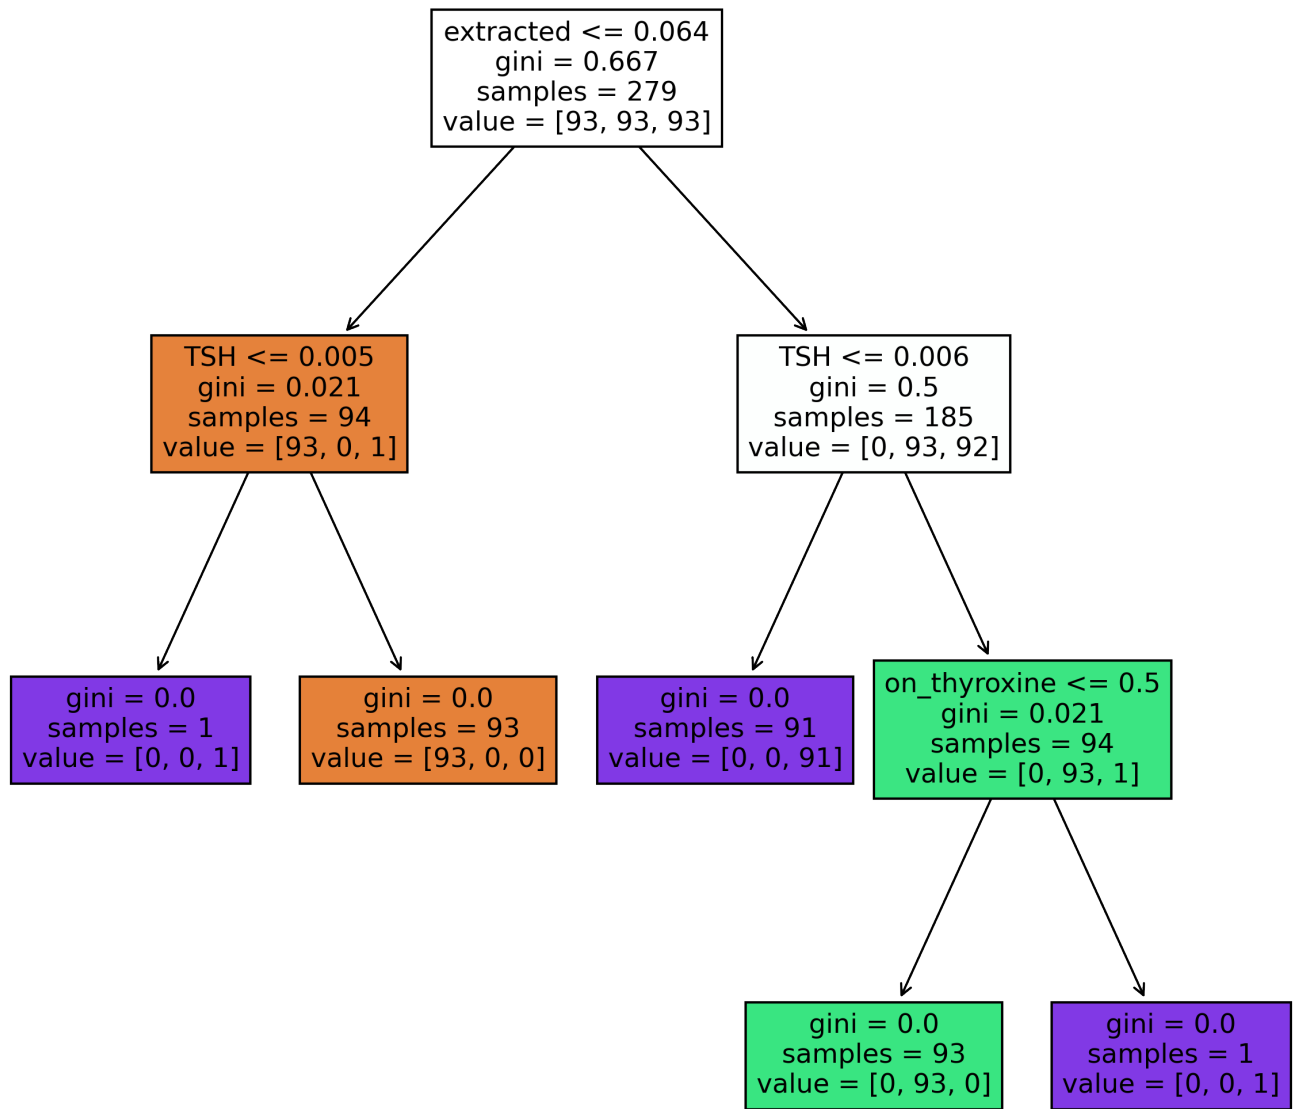 extracted <= 0.064
gini = 0.667
samples = 279
value = [93, 93, 93]
TSH <= 0.005
gini = 0.021
samples = 94
value = [93, 0, 1]
TSH <= 0.006
gini = 0.5
samples = 185
value = [0, 93, 92]
gini = 0.0
samples = 1
value = [0, 0, 1]
gini = 0.0
samples = 93
value = [93, 0, 0]
gini = 0.0
samples = 91
value = [0, 0, 91]
on_thyroxine <= 0.5
gini = 0.021
samples = 94
value = [0, 93, 1]
gini = 0.0
samples = 93
value = [0, 93, 0]
gini = 0.0
samples = 1
value = [0, 0, 1]